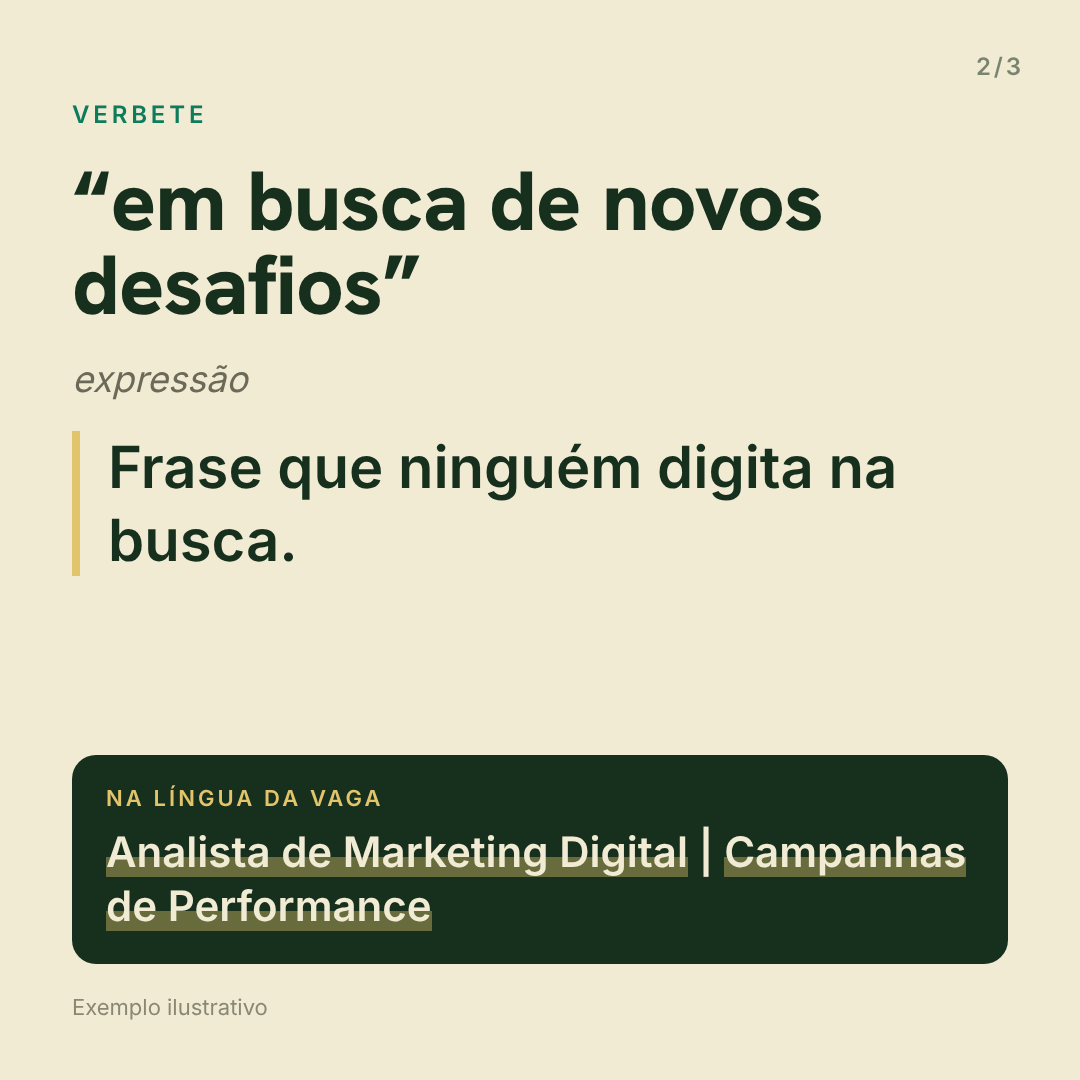 2/3
VERBETE
“em busca de novos
desafios”
expressão
Frase que ninguém digita na
busca.
NA LÍNGUA DA VAGA
Analista de Marketing Digital | Campanhas
de Performance
Exemplo ilustrativo